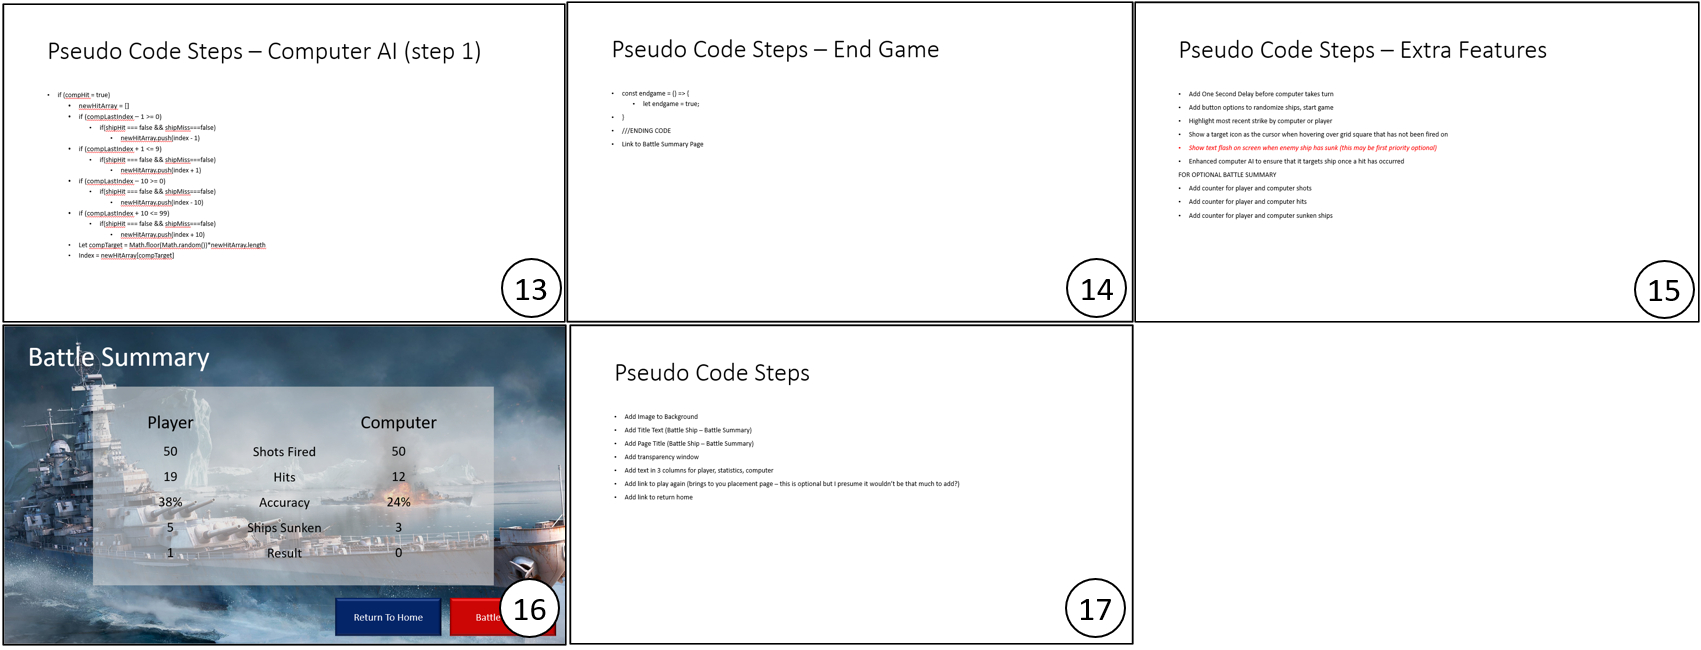 Pseudo Code Steps – Computer AI (step 1)
• if (compHit = true)
• newHitArray = []
• if (compLastIndex – 1 >= 0)
• if(shipHit === false && shipMiss===false)
• newHitArray.push(index - 1)
• if (compLastIndex + 1 <= 9)
• if(shipHit === false && shipMiss===false)
• newHitArray.push(index + 1)
• if (compLastIndex – 10 >= 0)
• if(shipHit === false && shipMiss===false)
• newHitArray.push(index - 10)
• if (compLastIndex + 10 <= 99)
• if(shipHit === false && shipMiss===false)
• newHitArray.push(index + 10)
• Let compTarget = Math.floor(Math.random())*newHitArray.length
• Index = newHitArray[compTarget]
13
Pseudo Code Steps – End Game
• const endgame = () => {
• let endgame = true;
• }
• ///ENDING CODE
• Link to Battle Summary Page
14
Pseudo Code Steps – Extra Features
• Add One Second Delay before computer takes turn
• Add button options to randomize ships, start game
• Highlight most recent strike by computer or player
• Show a target icon as the cursor when hovering over grid square that has not been fired on
• Show text flash on screen when enemy ship has sunk (this may be first priority optional)
• Enhanced computer AI to ensure that it targets ship once a hit has occurred
FOR OPTIONAL BATTLE SUMMARY
• Add counter for player and computer shots
• Add counter for player and computer hits
• Add counter for player and computer sunken ships
15
Battle Summary
Player Computer
50 Shots Fired 50
19 Hits 12
38% Accuracy 24%
5 Ships Sunken 3
1 Result 0
Return To Home Battle
16
Pseudo Code Steps
• Add Image to Background
• Add Title Text (Battle Ship – Battle Summary)
• Add Page Title (Battle Ship – Battle Summary)
• Add transparency window
• Add text in 3 columns for player, statistics, computer
• Add link to play again (brings to you placement page – this is optional but I presume it wouldn't be that much to add?)
• Add link to return home
17